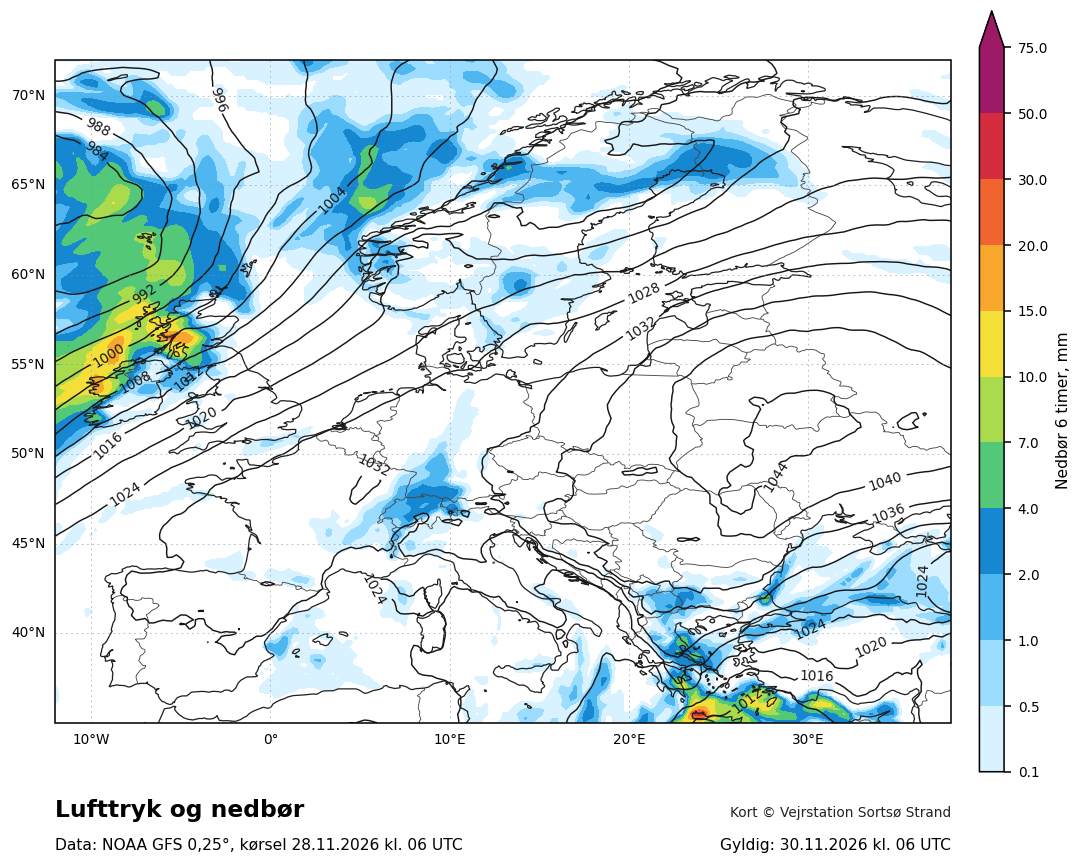 75.0
50.0
30.0
20.0
15.0
10.0
7.0
4.0
2.0
1.0
0.5
0.1
Nedbør 6 timer, mm
70°N
65°N
60°N
55°N
50°N
45°N
40°N
10°W
0°
10°E
20°E
30°E
996
988
984
1004
992
1000
1008
1012
1020
1016
1024
1028
1032
1032
1044
1040
1036
1024
1024
1024
1020
1016
1012
Lufttryk og nedbør
Kort © Vejrstation Sortsø Strand
Data: NOAA GFS 0,25°, kørsel 28.11.2026 kl. 06 UTC
Gyldig: 30.11.2026 kl. 06 UTC